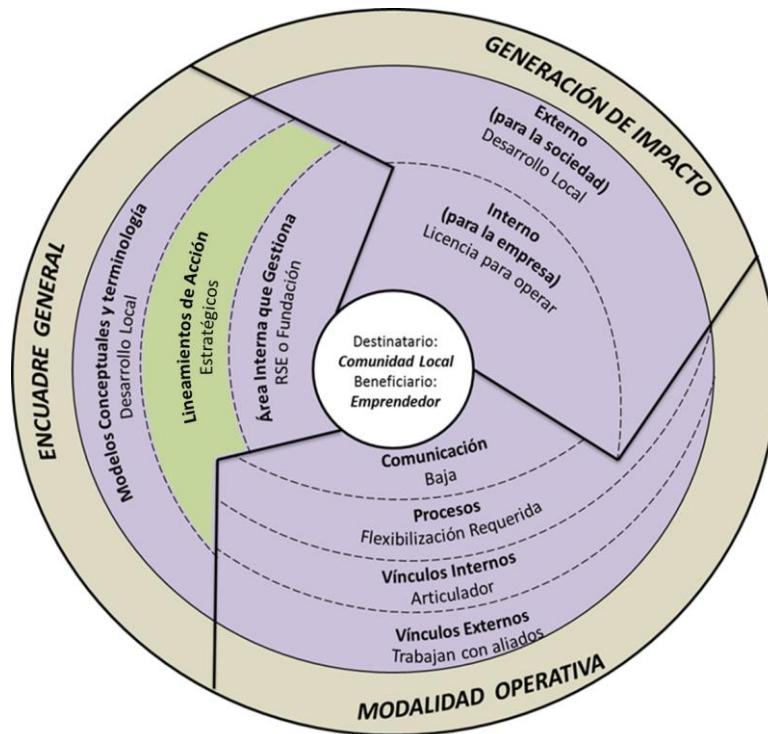 GENERACIÓN DE IMPACTO
Externo
(para la sociedad)
Desarrollo Local
Interno
(para la empresa)
Licencia para operar
ENCUADRE GENERAL
Modelos Conceptuales y terminología
Desarrollo Local
Lineamientos de Acción
Estratégicos
Área Interna que Gestiona
RSE o Fundación
Destinatario:
Comunidad Local
Beneficiario:
Emprendedor
Comunicación
Baja
Procesos
Flexibilización Requerida
Vínculos Internos
Articulador
Vínculos Externos
Trabajan con aliados
MODALIDAD OPERATIVA